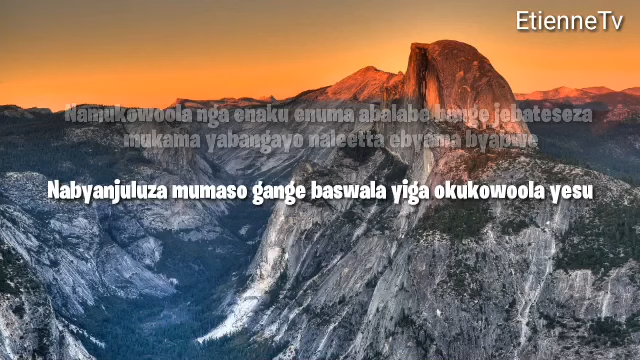 EtienneTv
Namukowoola nga enaku enuma abalabe bange jebateseza
mukama yabangayo naleetta ebyama byabwe
Nabyanjuluza mumaso gange baswala yiga okukowoola yesu